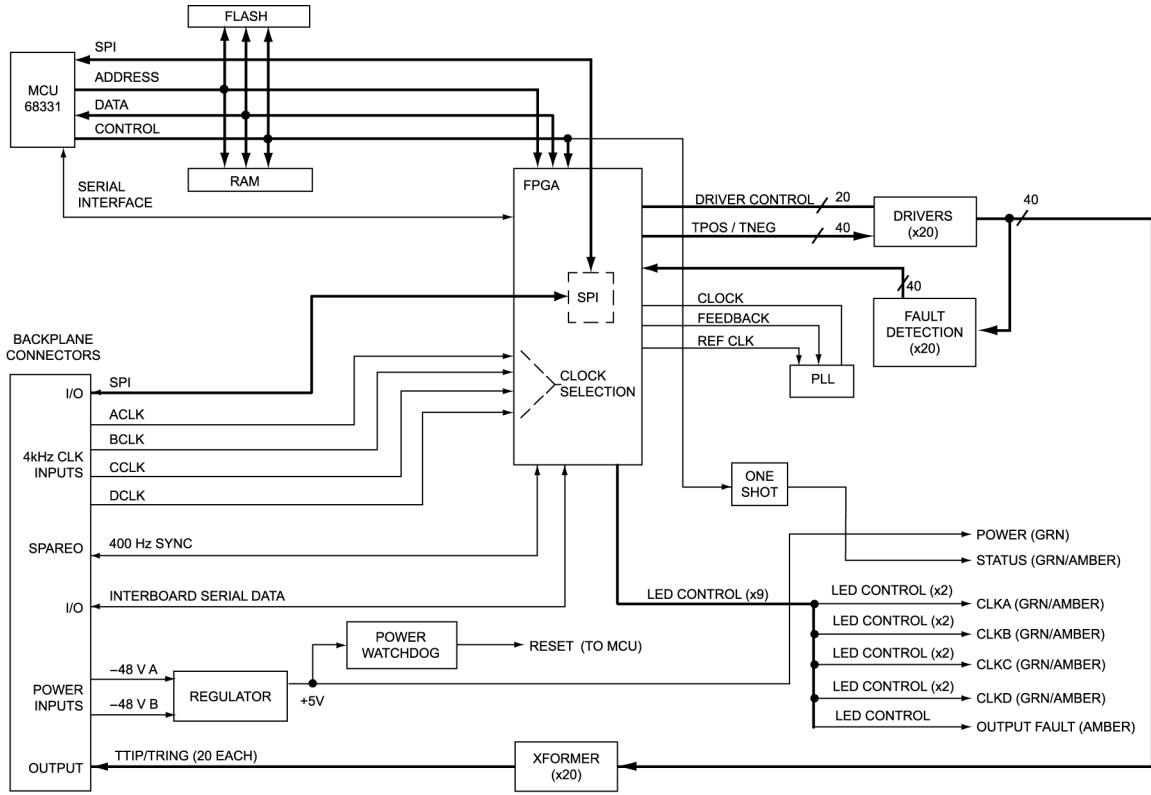 FLASH
SPI
ADDRESS
MCU
68331
DATA
CONTROL
RAM
SERIAL
INTERFACE
FPGA
DRIVER CONTROL
20
TPOS / TNEG
40
DRIVERS
(x20)
40
40
SPI
CLOCK
FEEDBACK
REF CLK
FAULT
DETECTION
(x20)
PLL
BACKPLANE
CONNECTORS
I/O
SPI
CLOCK
SELECTION
ACLK
BCLK
4kHz CLK
INPUTS
CCLK
DCLK
ONE
SHOT
SPAREO
400 Hz SYNC
POWER (GRN)
STATUS (GRN/AMBER)
I/O
INTERBOARD SERIAL DATA
LED CONTROL (x9)
LED CONTROL (x2)
CLKA (GRN/AMBER)
LED CONTROL (x2)
CLKB (GRN/AMBER)
LED CONTROL (x2)
CLKC (GRN/AMBER)
LED CONTROL (x2)
CLKD (GRN/AMBER)
LED CONTROL
OUTPUT FAULT (AMBER)
POWER
WATCHDOG
RESET (TO MCU)
POWER
INPUTS
–48 V A
–48 V B
REGULATOR
+5V
OUTPUT
TTIP/TRING (20 EACH)
XFORMER
(x20)